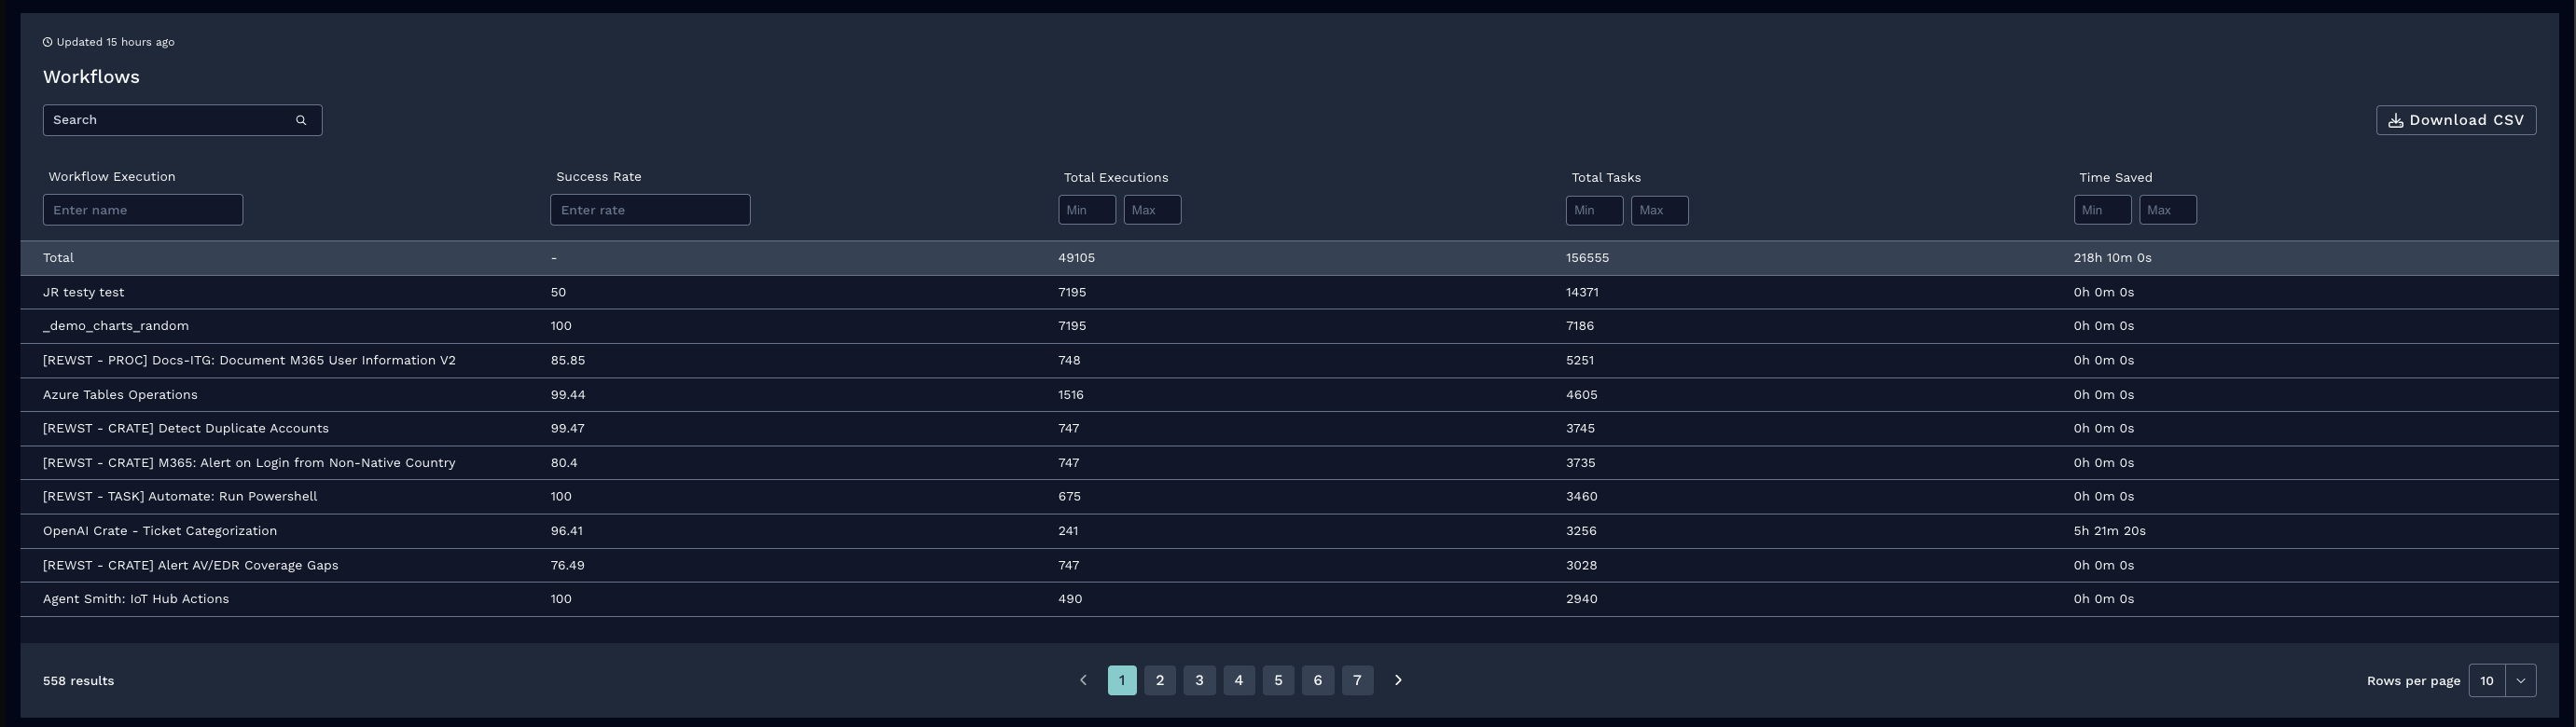 Updated 15 hours ago
Workflows
Search
Download CSV
Workflow Execution Success Rate Total Executions Total Tasks Time Saved
Enter name Enter rate Min Max Min Max Min Max
Total - 49105 156555 218h 10m 0s
JR testy test 50 7195 14371 0h 0m 0s
_demo_charts_random 100 7195 7186 0h 0m 0s
[REWST - PROC] Docs-ITG: Document M365 User Information V2 85.85 748 5251 0h 0m 0s
Azure Tables Operations 99.44 1516 4605 0h 0m 0s
[REWST - CRATE] Detect Duplicate Accounts 99.47 747 3745 0h 0m 0s
[REWST - CRATE] M365: Alert on Login from Non-Native Country 80.4 747 3735 0h 0m 0s
[REWST - TASK] Automate: Run Powershell 100 675 3460 0h 0m 0s
OpenAI Crate - Ticket Categorization 96.41 241 3256 5h 21m 20s
[REWST - CRATE] Alert AV/EDR Coverage Gaps 76.49 747 3028 0h 0m 0s
Agent Smith: IoT Hub Actions 100 490 2940 0h 0m 0s
558 results 1 2 3 4 5 6 7 Rows per page 10